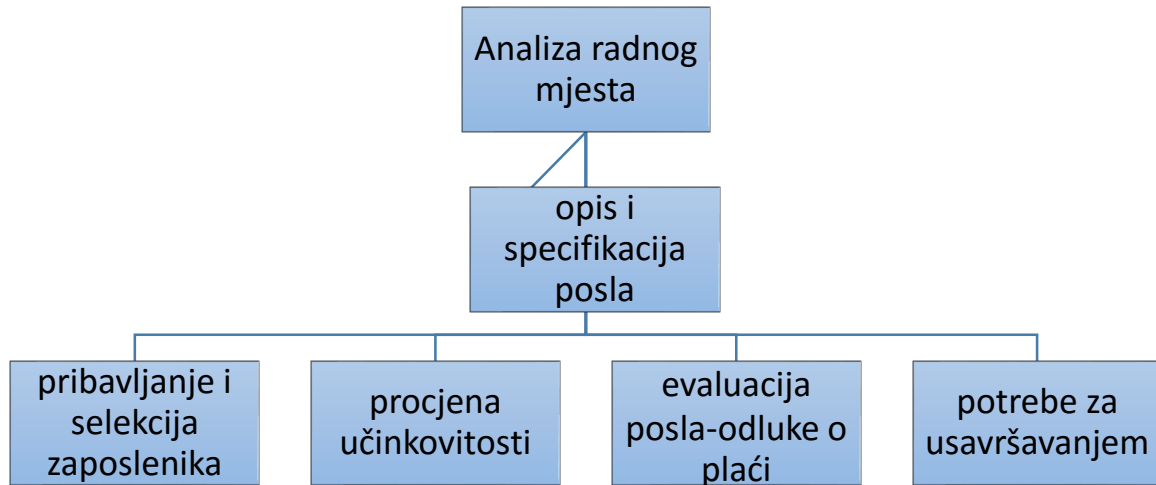 Analiza radnog
mjesta
opis i
specifikacija
posla
pribavljanje i
selekcija
zaposlenika
procjena
učinkovitosti
evaluacija
posla-odluke o
plaći
potrebe za
usavršavanjem